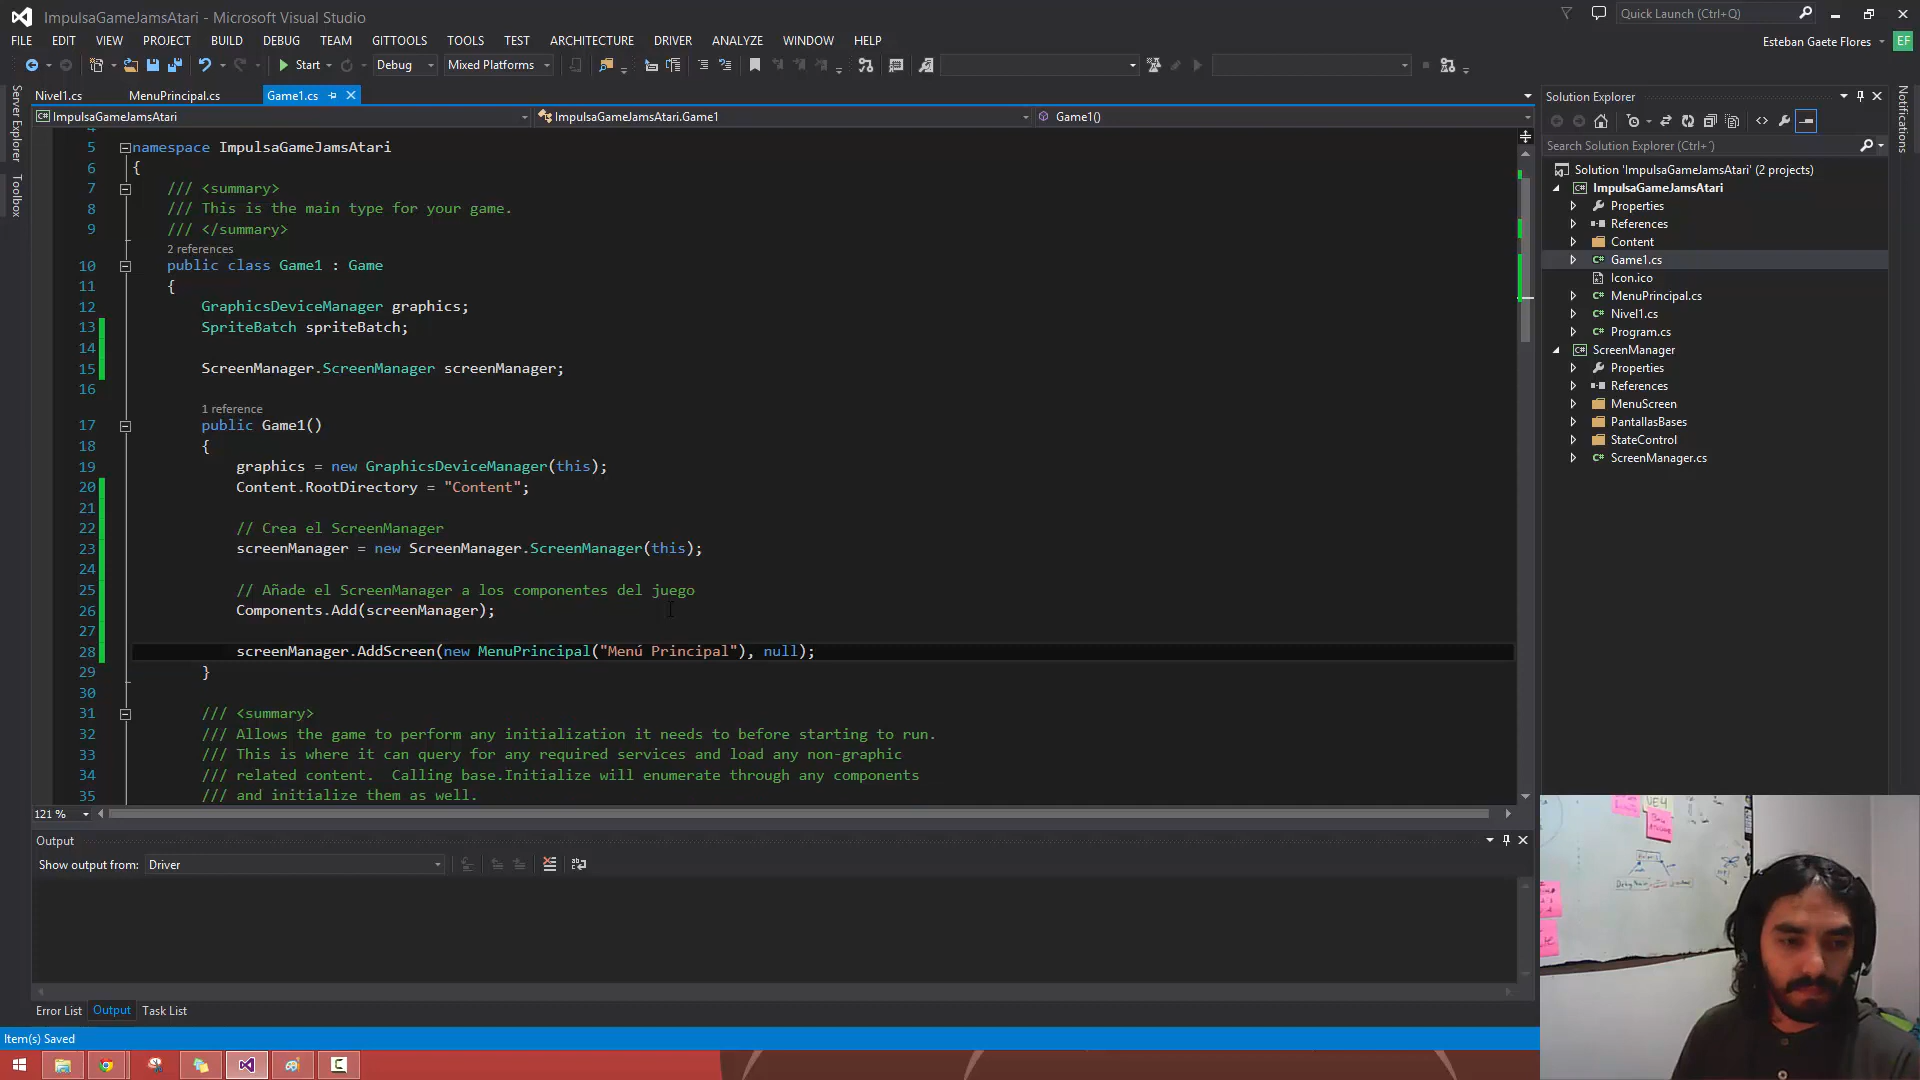 ImpulsaGameJamsAtari - Microsoft Visual Studio
Quick Launch (Ctrl+Q)
FILE EDIT VIEW PROJECT BUILD DEBUG TEAM GITTOOLS TOOLS TEST ARCHITECTURE DRIVER ANALYZE WINDOW HELP
Esteban Gaete Flores EF
Start Debug Mixed Platforms
Server Explorer
Toolbox
Nivel1.cs MenuPrincipal.cs Game1.cs
ImpulsaGameJamsAtari ImpulsaGameJamsAtari.Game1 Game1()
4
5 namespace ImpulsaGameJamsAtari
6 {
7 /// <summary>
8 /// This is the main type for your game.
9 /// </summary>
2 references
10 public class Game1 : Game
11 {
12 GraphicsDeviceManager graphics;
13 SpriteBatch spriteBatch;
14
15 ScreenManager.ScreenManager screenManager;
16
1 reference
17 public Game1()
18 {
19 graphics = new GraphicsDeviceManager(this);
20 Content.RootDirectory = "Content";
21
22 // Crea el ScreenManager
23 screenManager = new ScreenManager.ScreenManager(this);
24
25 // Añade el ScreenManager a los componentes del juego
26 Components.Add(screenManager);
27
28 screenManager.AddScreen(new MenuPrincipal("Menú Principal"), null);
29 }
30
31 /// <summary>
32 /// Allows the game to perform any initialization it needs to before starting to run.
33 /// This is where it can query for any required services and load any non-graphic
34 /// related content.  Calling base.Initialize will enumerate through any components
35 /// and initialize them as well.
121 %
Output
Show output from: Driver
Error List Output Task List
Item(s) Saved
Solution Explorer
Search Solution Explorer (Ctrl+´)
Solution 'ImpulsaGameJamsAtari' (2 projects)
ImpulsaGameJamsAtari
Properties
References
Content
Game1.cs
Icon.ico
MenuPrincipal.cs
Nivel1.cs
Program.cs
ScreenManager
Properties
References
MenuScreen
PantallasBases
StateControl
ScreenManager.cs
Notifications